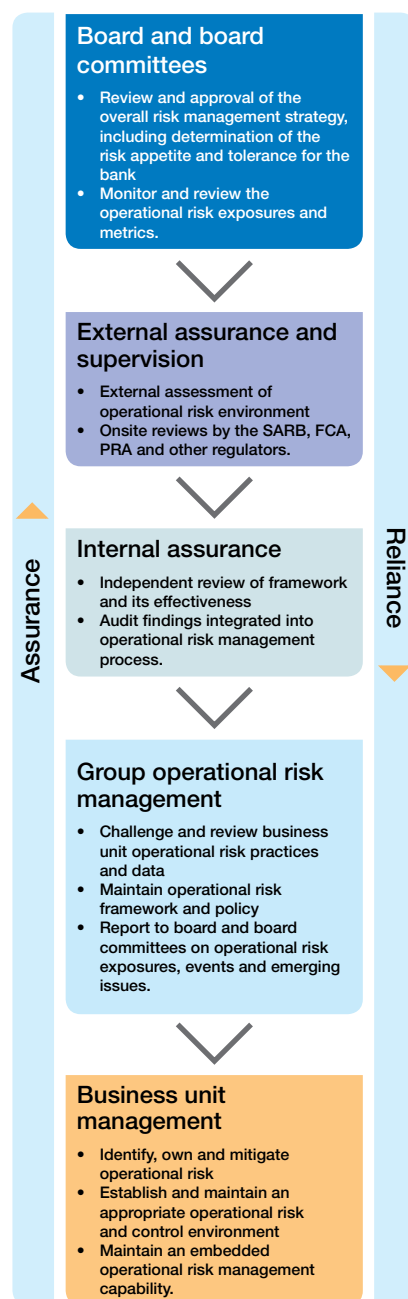 Board and board
committees
• Review and approval of the
overall risk management strategy,
including determination of the
risk appetite and tolerance for the
bank
• Monitor and review the
operational risk exposures and
metrics.
External assurance and
supervision
• External assessment of
operational risk environment
• Onsite reviews by the SARB, FCA,
PRA and other regulators.
Internal assurance
• Independent review of framework
and its effectiveness
• Audit findings integrated into
operational risk management
process.
Group operational risk
management
• Challenge and review business
unit operational risk practices
and data
• Maintain operational risk
framework and policy
• Report to board and board
committees on operational risk
exposures, events and emerging
issues.
Business unit
management
• Identify, own and mitigate
operational risk
• Establish and maintain an
appropriate operational risk
and control environment
• Maintain an embedded
operational risk management
capability.
Assurance
Reliance